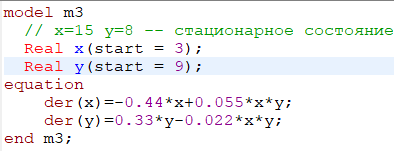 model m3
  // x=15 y=8 -- стационарное состояние
  Real x(start = 3);
  Real y(start = 9);
equation
    der(x)=-0.44*x+0.055*x*y;
    der(y)=0.33*y-0.022*x*y;
end m3;